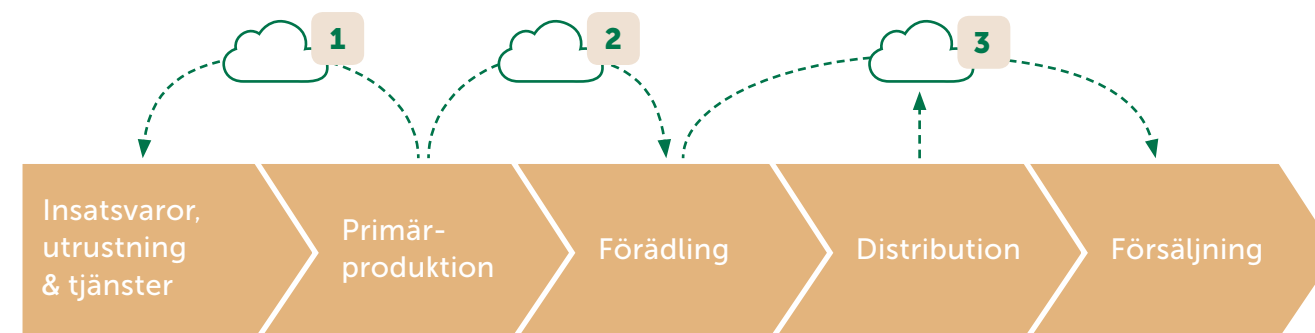 1
2
3
Insatsvaror,
utrustning
& tjänster
Primär-
produktion
Förädling
Distribution
Försäljning